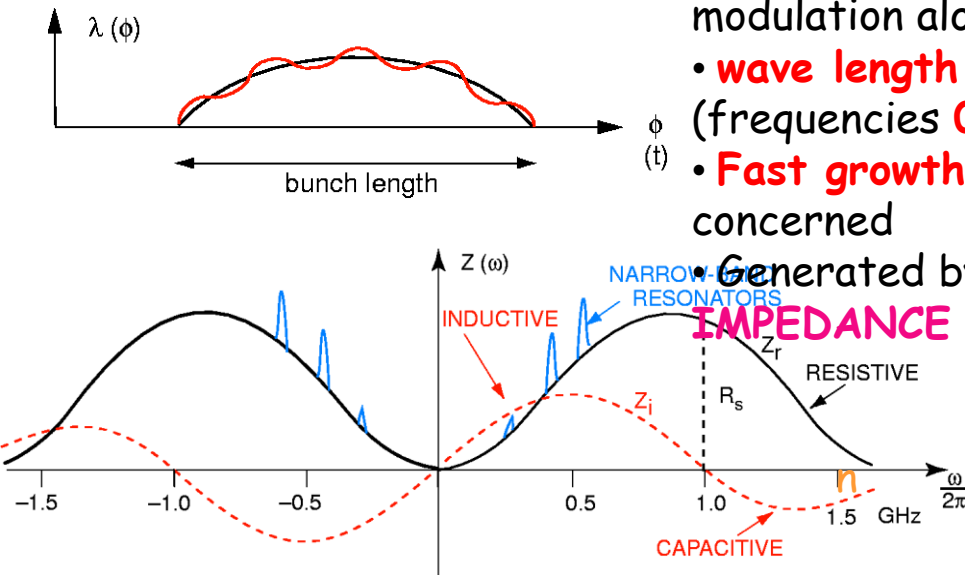 λ (φ)
φ
(t)
bunch length
modulation
• wave length
(frequencies
• Fast growth
concerned
• Generated
IMPEDANCE
Z (ω)
NARROW-BAND
RESONATORS
INDUCTIVE
Zr
RESISTIVE
Zi
Rs
n
ω
2π
−1.5 −1.0 −0.5 0.5 1.0 1.5 GHz
CAPACITIVE